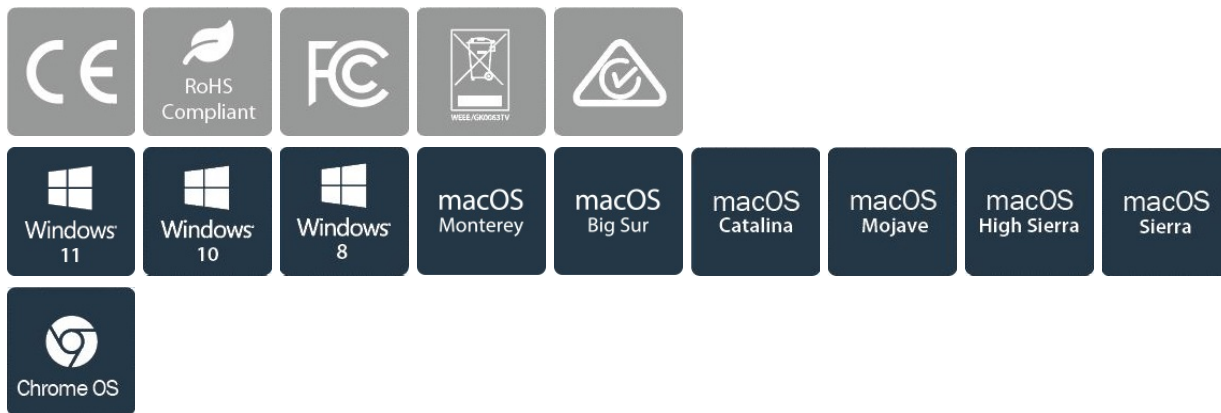 CE
RoHS
Compliant
FC
WEEE/GK0063TV
Windows
11
Windows
10
Windows
8
macOS
Monterey
macOS
Big Sur
macOS
Catalina
macOS
Mojave
macOS
High Sierra
macOS
Sierra
Chrome OS